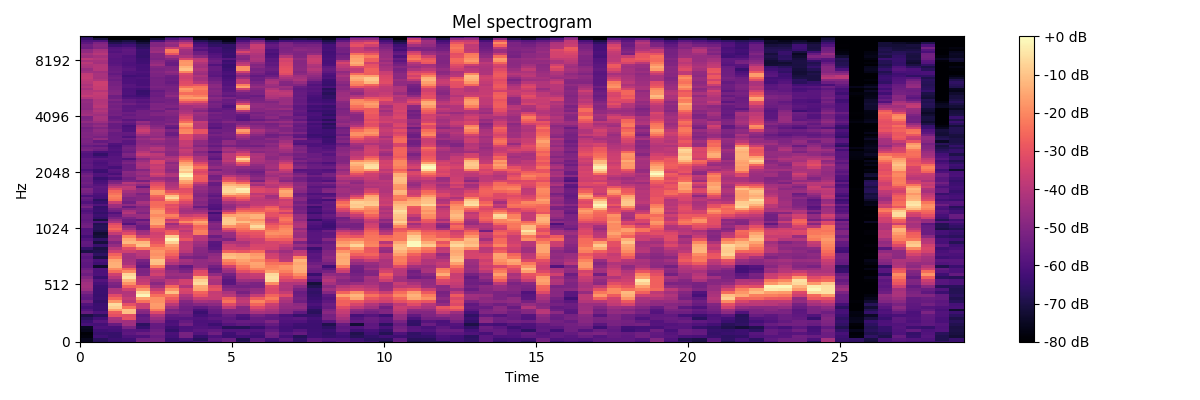 Mel spectrogram
Hz
8192
4096
2048
1024
512
0
0 5 10 15 20 25
Time
+0 dB
-10 dB
-20 dB
-30 dB
-40 dB
-50 dB
-60 dB
-70 dB
-80 dB